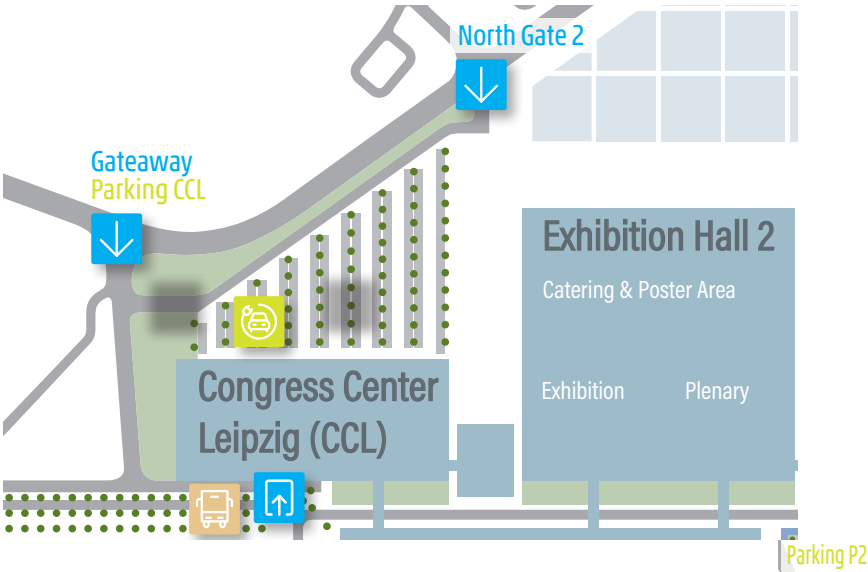 North Gate 2
Gateaway
Parking CCL
Exhibition Hall 2
Catering & Poster Area
Exhibition
Plenary
Congress Center
Leipzig (CCL)
Parking P2